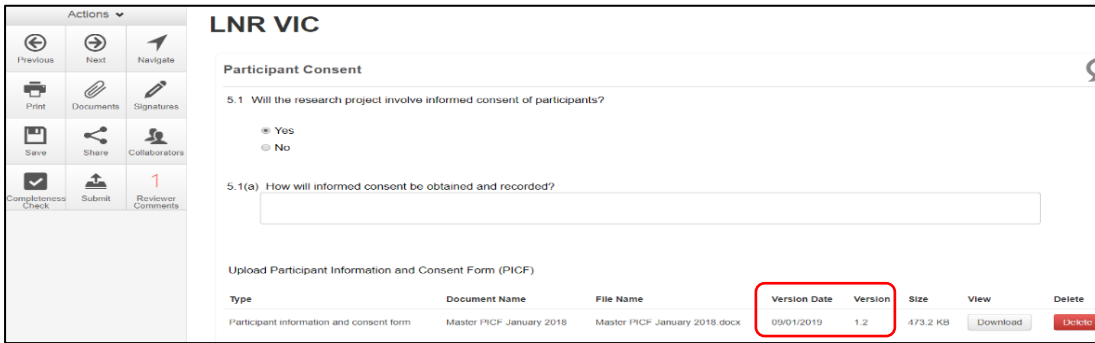 Actions
LNR VIC
Previous Next Navigate
Participant Consent
5.1 Will the research project involve informed consent of participants?
Print Documents Signatures
Yes
No
Save Share Collaborators
5.1(a) How will informed consent be obtained and recorded?
1
Completeness Check Submit Reviewer Comments
Upload Participant Information and Consent Form (PICF)
Type Document Name File Name Version Date Version Size View Delete
Participant information and consent form Master PICF January 2018 Master PICF January 2018.docx 09/01/2019 1.2 473.2 KB Download Delete